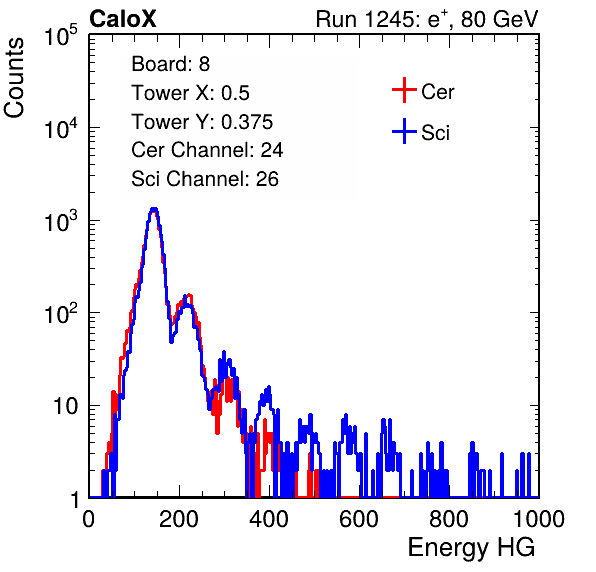 CaloX Run 1245: e⁺, 80 GeV
Counts
Board: 8
Tower X: 0.5
Tower Y: 0.375
Cer Channel: 24
Sci Channel: 26
Cer
Sci
10⁵
10⁴
10³
10²
10
1
0 200 400 600 800 1000
Energy HG